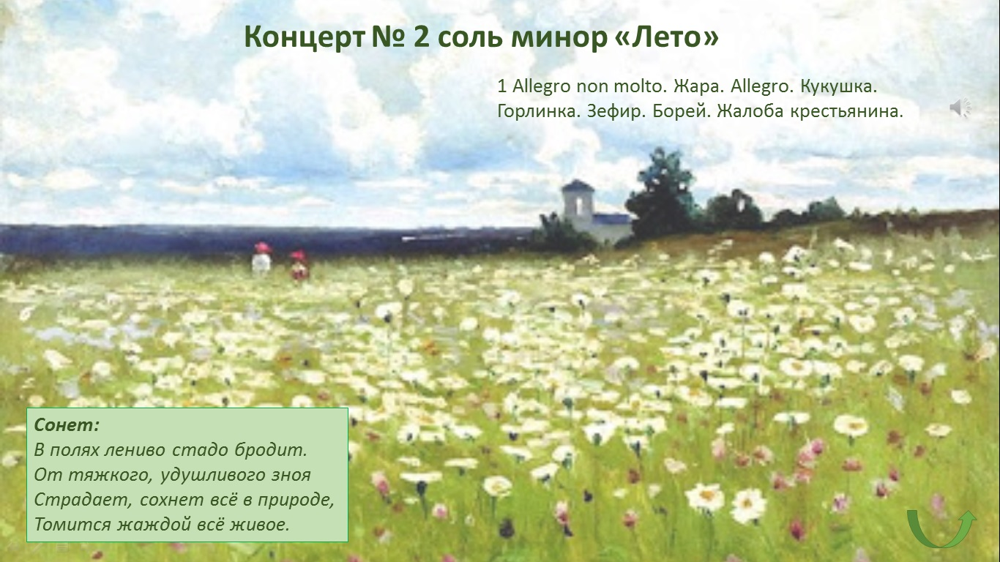 Концерт № 2 соль минор «Лето»
1 Allegro non molto. Жара. Allegro. Кукушка.
Горлинка. Зефир. Борей. Жалоба крестьянина.
Сонет:
В полях лениво стадо бродит.
От тяжкого, удушливого зноя
Страдает, сохнет всё в природе,
Томится жаждой всё живое.